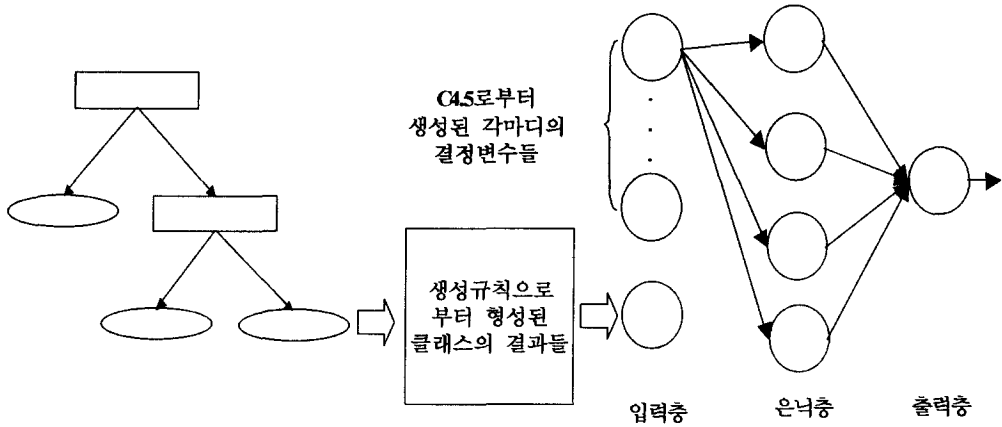 C4.5로부터
생성된 각마디의
결정변수들
생성규칙으로
부터 형성된
클래스의 결과들
입력층
은닉층
출력층